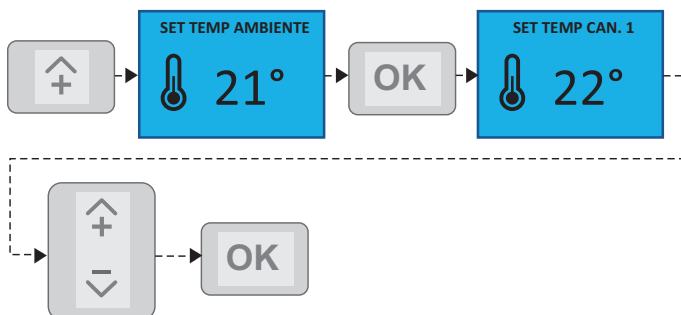 SET TEMP AMBIENTE
SET TEMP CAN. 1
+
21°
OK
22°
+
–
OK